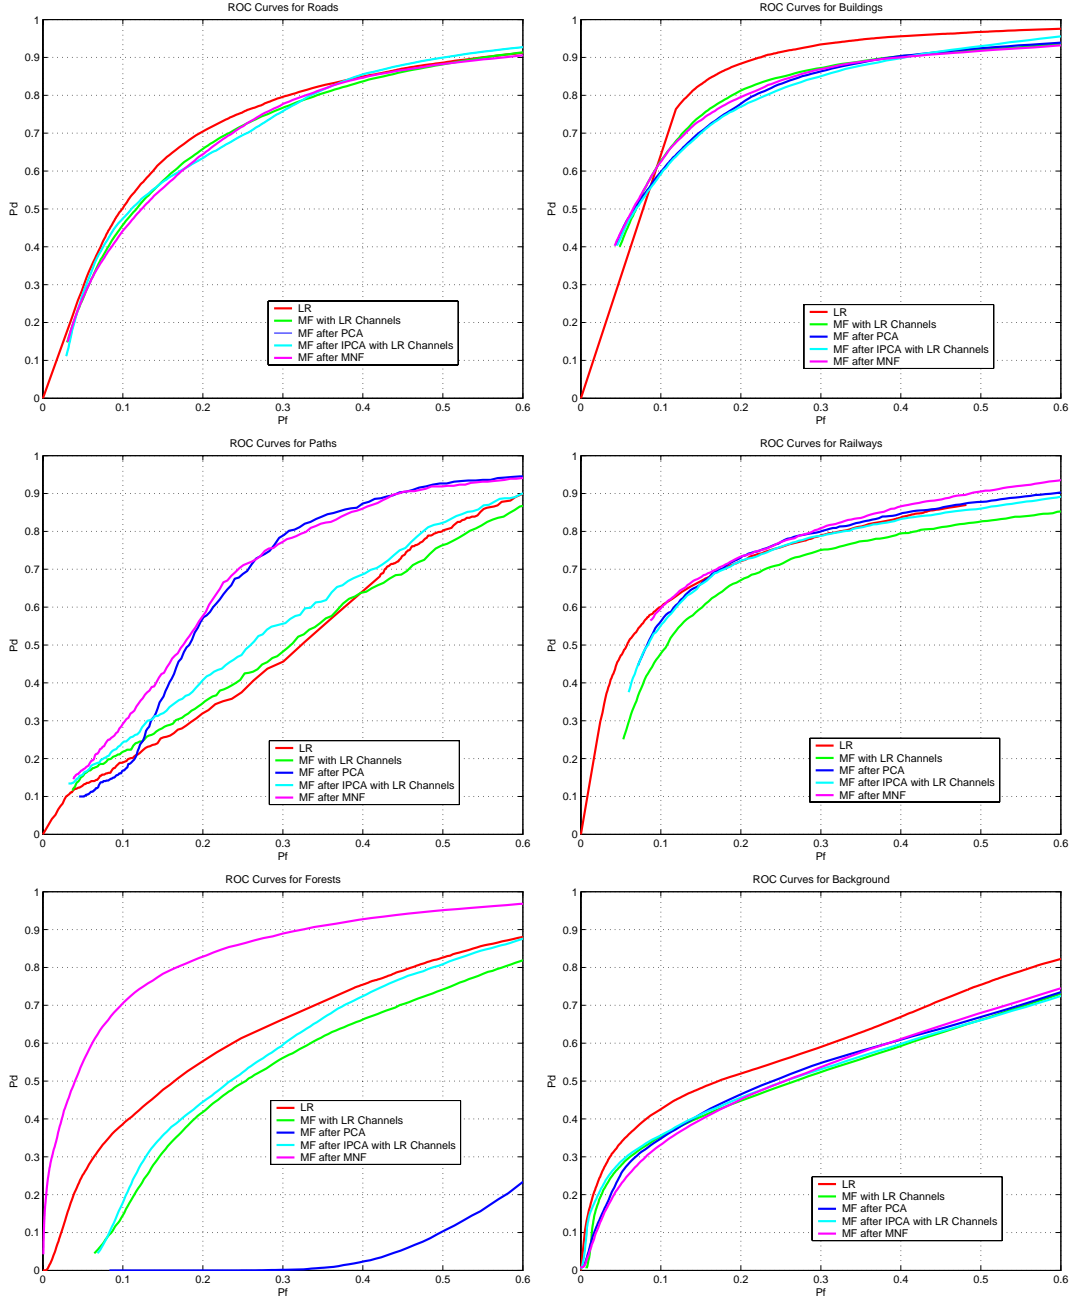 ROC Curves for Roads
1
0.9
0.8
0.7
0.6
0.5
0.4
0.3
0.2
0.1
0
Pd
LR
MF with LR Channels
MF after PCA
MF after IPCA with LR Channels
MF after MNF
0 0.1 0.2 0.3 0.4 0.5 0.6
Pf
ROC Curves for Buildings
1
0.9
0.8
0.7
0.6
0.5
0.4
0.3
0.2
0.1
0
Pd
LR
MF with LR Channels
MF after PCA
MF after IPCA with LR Channels
MF after MNF
0 0.1 0.2 0.3 0.4 0.5 0.6
Pf
ROC Curves for Paths
1
0.9
0.8
0.7
0.6
0.5
0.4
0.3
0.2
0.1
0
Pd
LR
MF with LR Channels
MF after PCA
MF after IPCA with LR Channels
MF after MNF
0 0.1 0.2 0.3 0.4 0.5 0.6
Pf
ROC Curves for Railways
1
0.9
0.8
0.7
0.6
0.5
0.4
0.3
0.2
0.1
0
Pd
LR
MF with LR Channels
MF after PCA
MF after IPCA with LR Channels
MF after MNF
0 0.1 0.2 0.3 0.4 0.5 0.6
Pf
ROC Curves for Forests
1
0.9
0.8
0.7
0.6
0.5
0.4
0.3
0.2
0.1
0
Pd
LR
MF with LR Channels
MF after PCA
MF after IPCA with LR Channels
MF after MNF
0 0.1 0.2 0.3 0.4 0.5 0.6
Pf
ROC Curves for Background
1
0.9
0.8
0.7
0.6
0.5
0.4
0.3
0.2
0.1
0
Pd
LR
MF with LR Channels
MF after PCA
MF after IPCA with LR Channels
MF after MNF
0 0.1 0.2 0.3 0.4 0.5 0.6
Pf